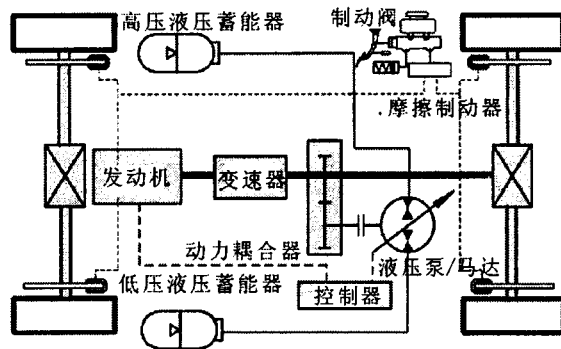 高压液压蓄能器
制动阀
摩擦制动器
发动机
变速器
动力耦合器
液压泵/马达
低压液压蓄能器
控制器